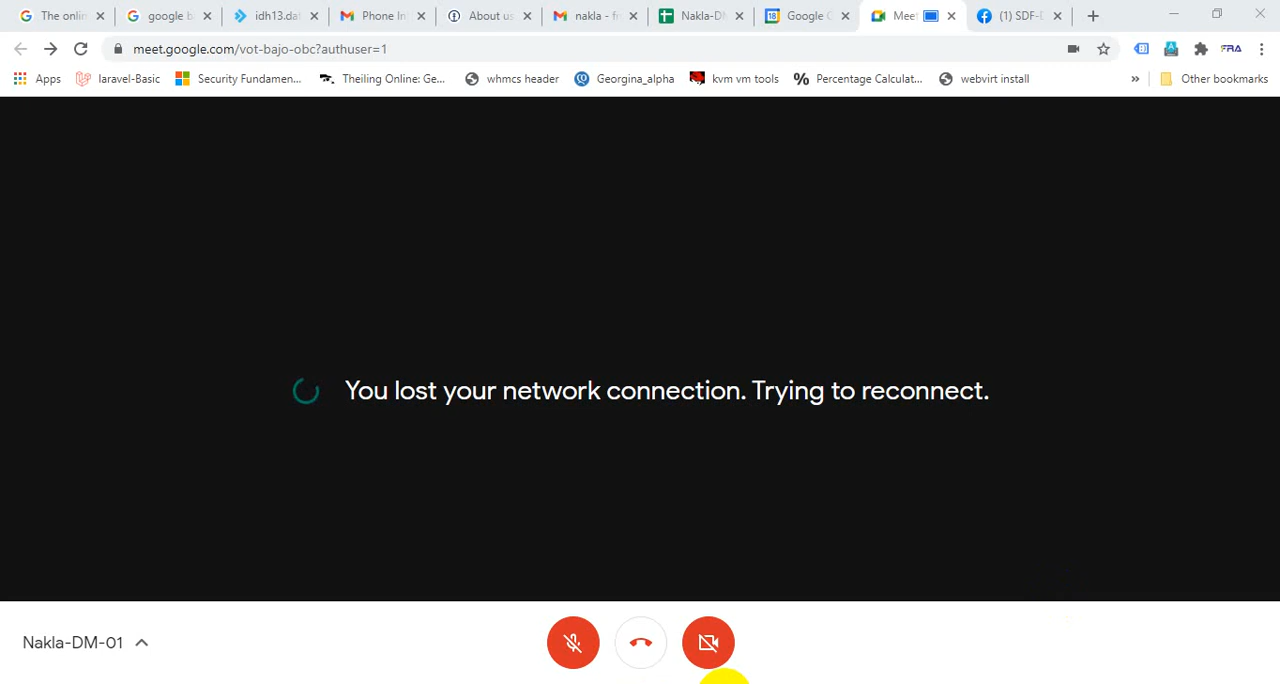 The onlin
google b
idh13.dat
Phone In
About us
nakla - fr
Nakla-DM
Google C
Meet
(1) SDF-D
meet.google.com/vot-bajo-obc?authuser=1
Apps
laravel-Basic
Security Fundamen...
Theiling Online: Ge...
whmcs header
Georgina_alpha
kvm vm tools
Percentage Calculat...
webvirt install
»
Other bookmarks
You lost your network connection. Trying to reconnect.
Nakla-DM-01